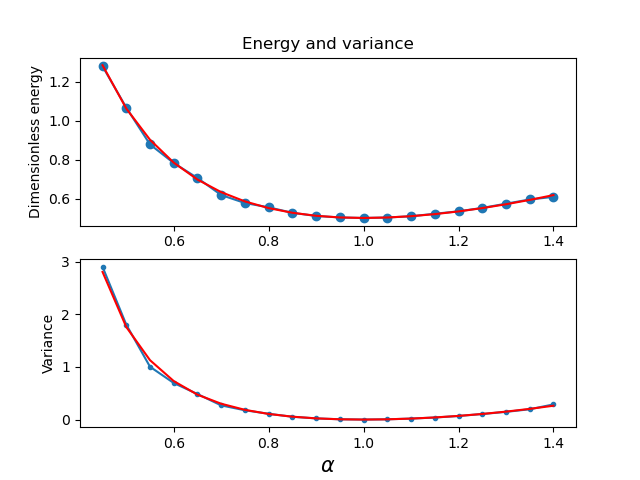 Energy and variance
Dimensionless energy
1.2
1.0
0.8
0.6
0.6 0.8 1.0 1.2 1.4
Variance
3
2
1
0
0.6 0.8 1.0 1.2 1.4
α